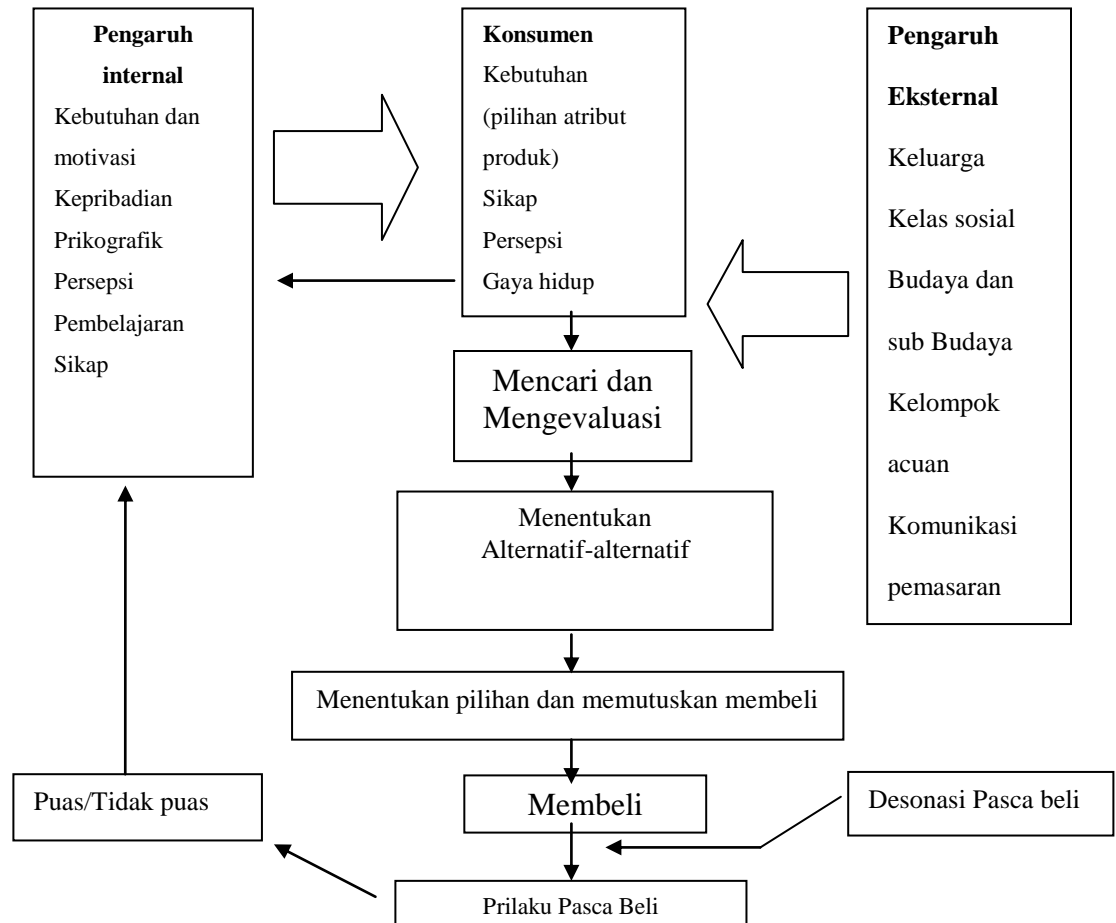 Pengaruh
internal
Kebutuhan dan
motivasi
Kepribadian
Prikografik
Persepsi
Pembelajaran
Sikap
Konsumen
Kebutuhan
(pilihan atribut
produk)
Sikap
Persepsi
Gaya hidup
Pengaruh
Eksternal
Keluarga
Kelas sosial
Budaya dan
sub Budaya
Kelompok
acuan
Komunikasi
pemasaran
Mencari dan
Mengevaluasi
Menentukan
Alternatif-alternatif
Menentukan pilihan dan memutuskan membeli
Puas/Tidak puas
Membeli
Desonasi Pasca beli
Prilaku Pasca Beli